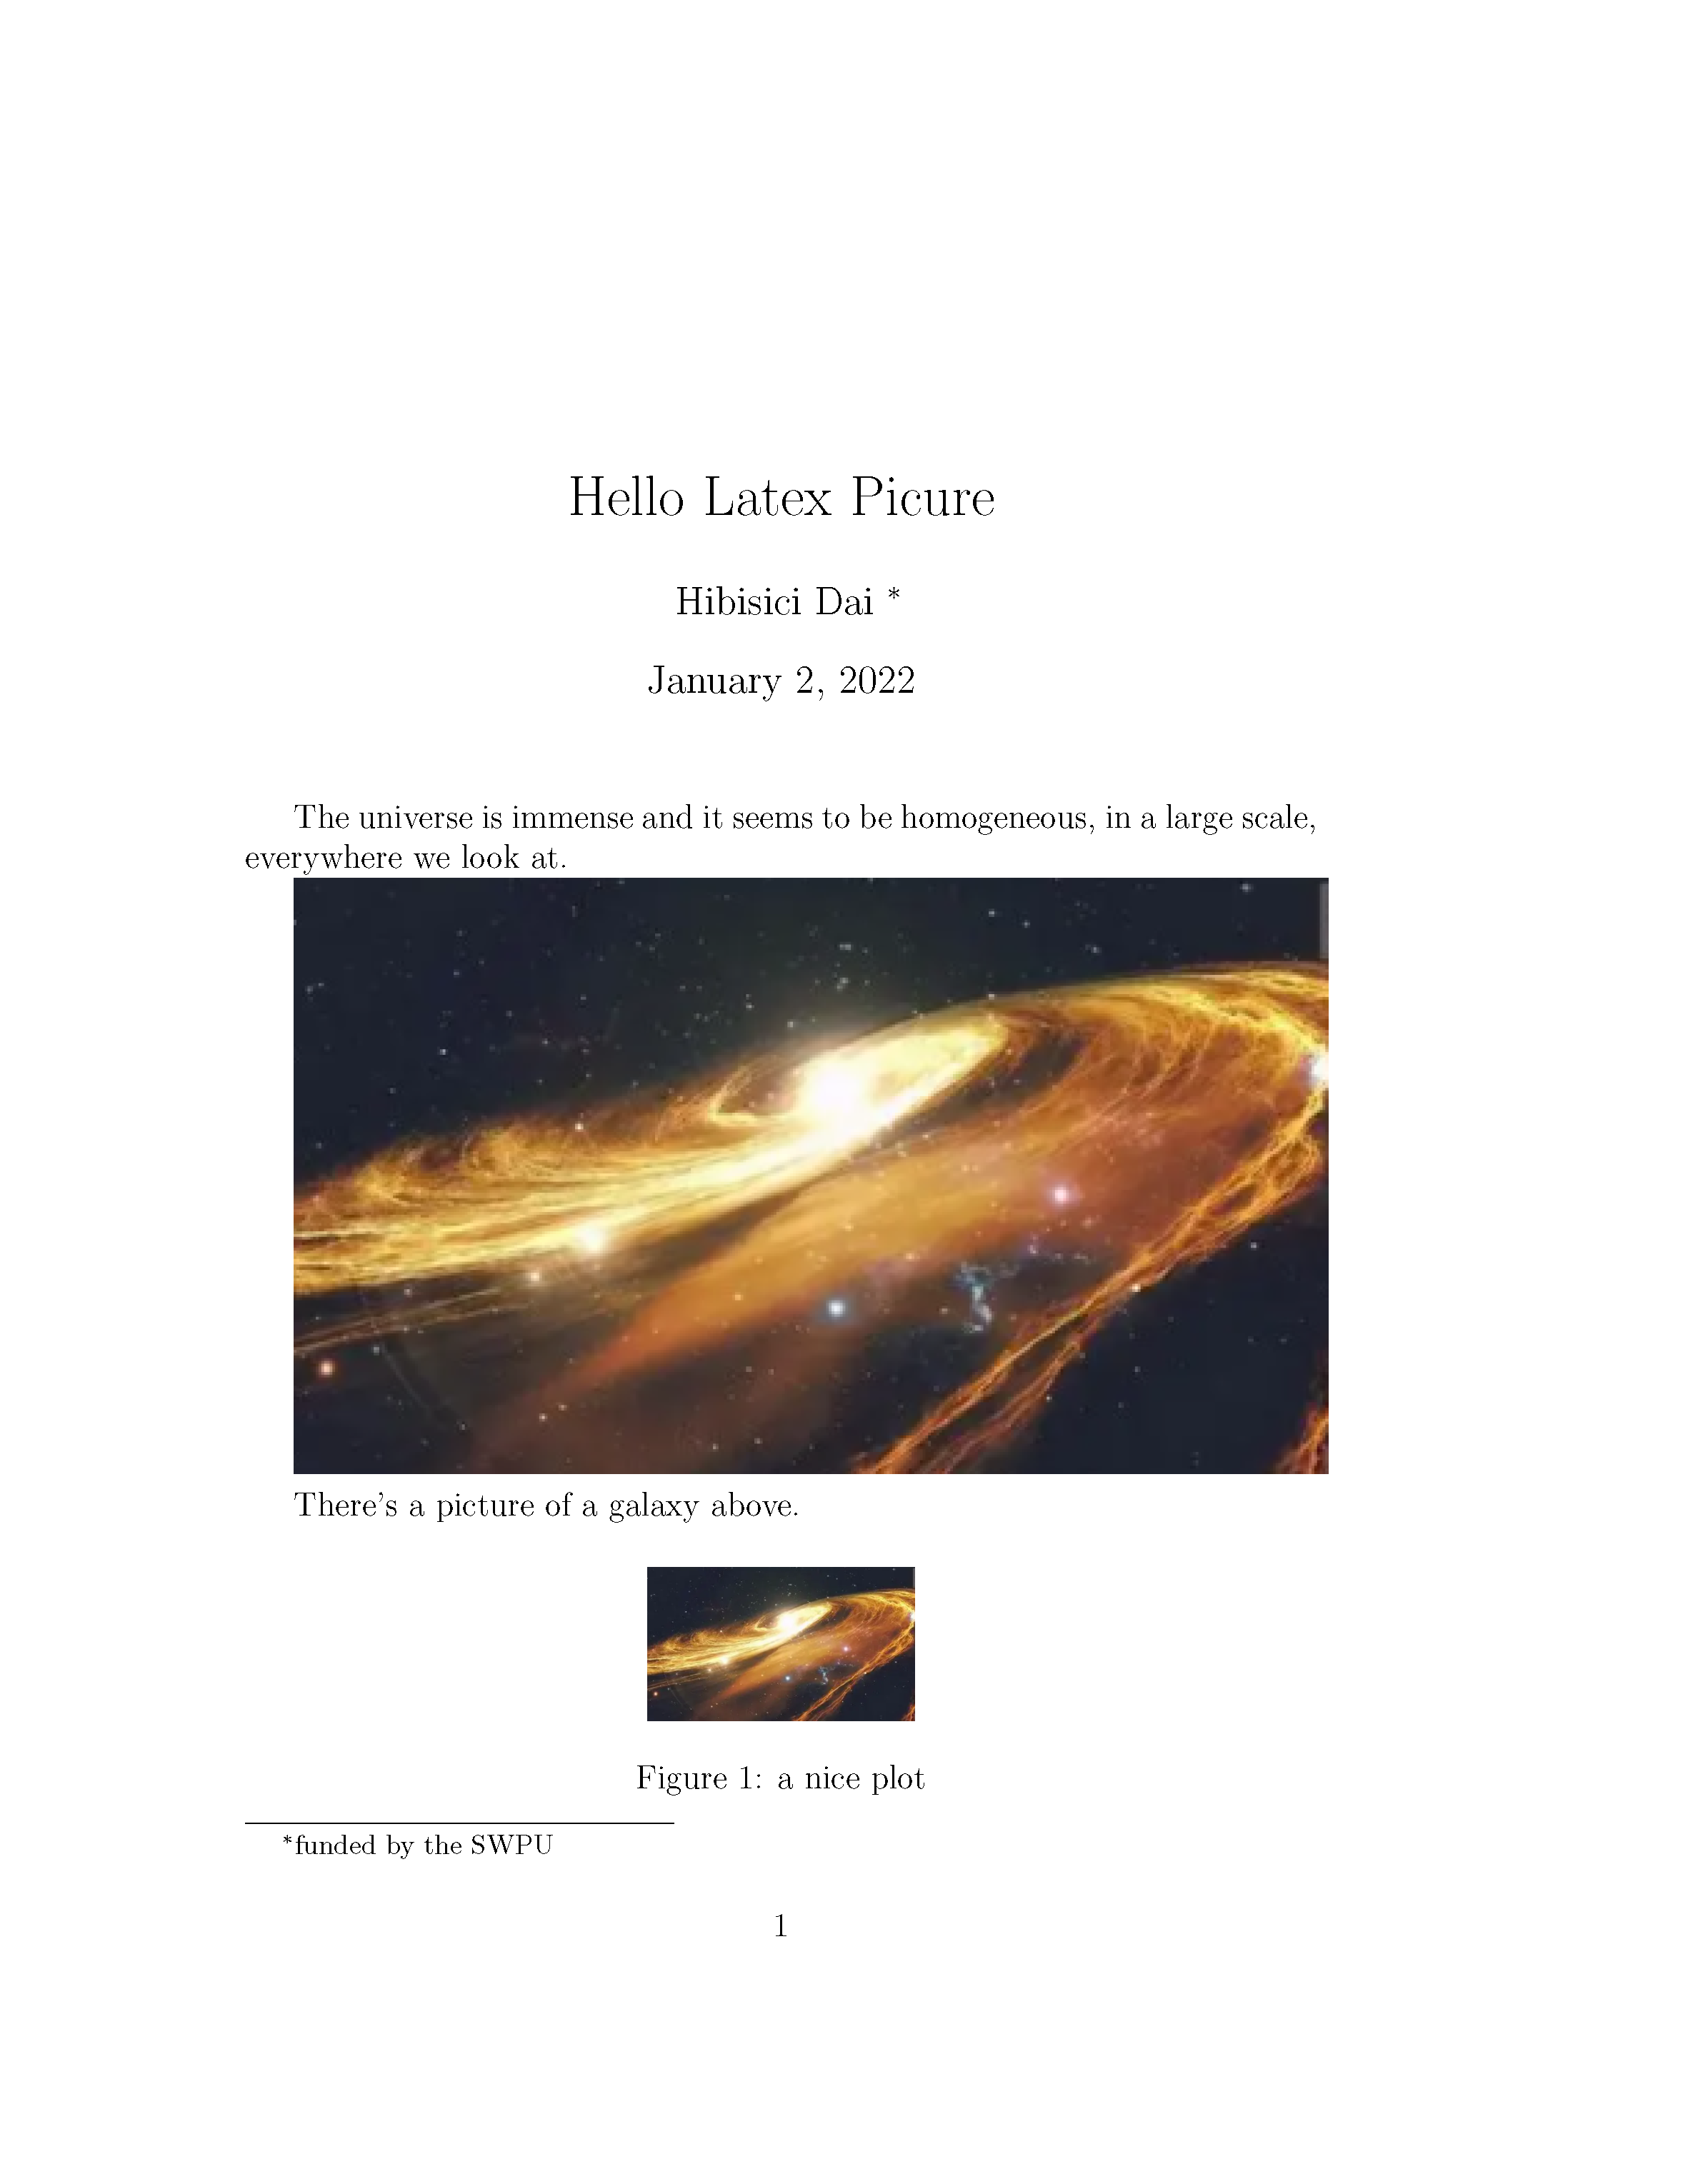 Hello Latex Picure
Hibisici Dai *
January 2, 2022
The universe is immense and it seems to be homogeneous, in a large scale,
everywhere we look at.
There's a picture of a galaxy above.
Figure 1: a nice plot
*funded by the SWPU
1